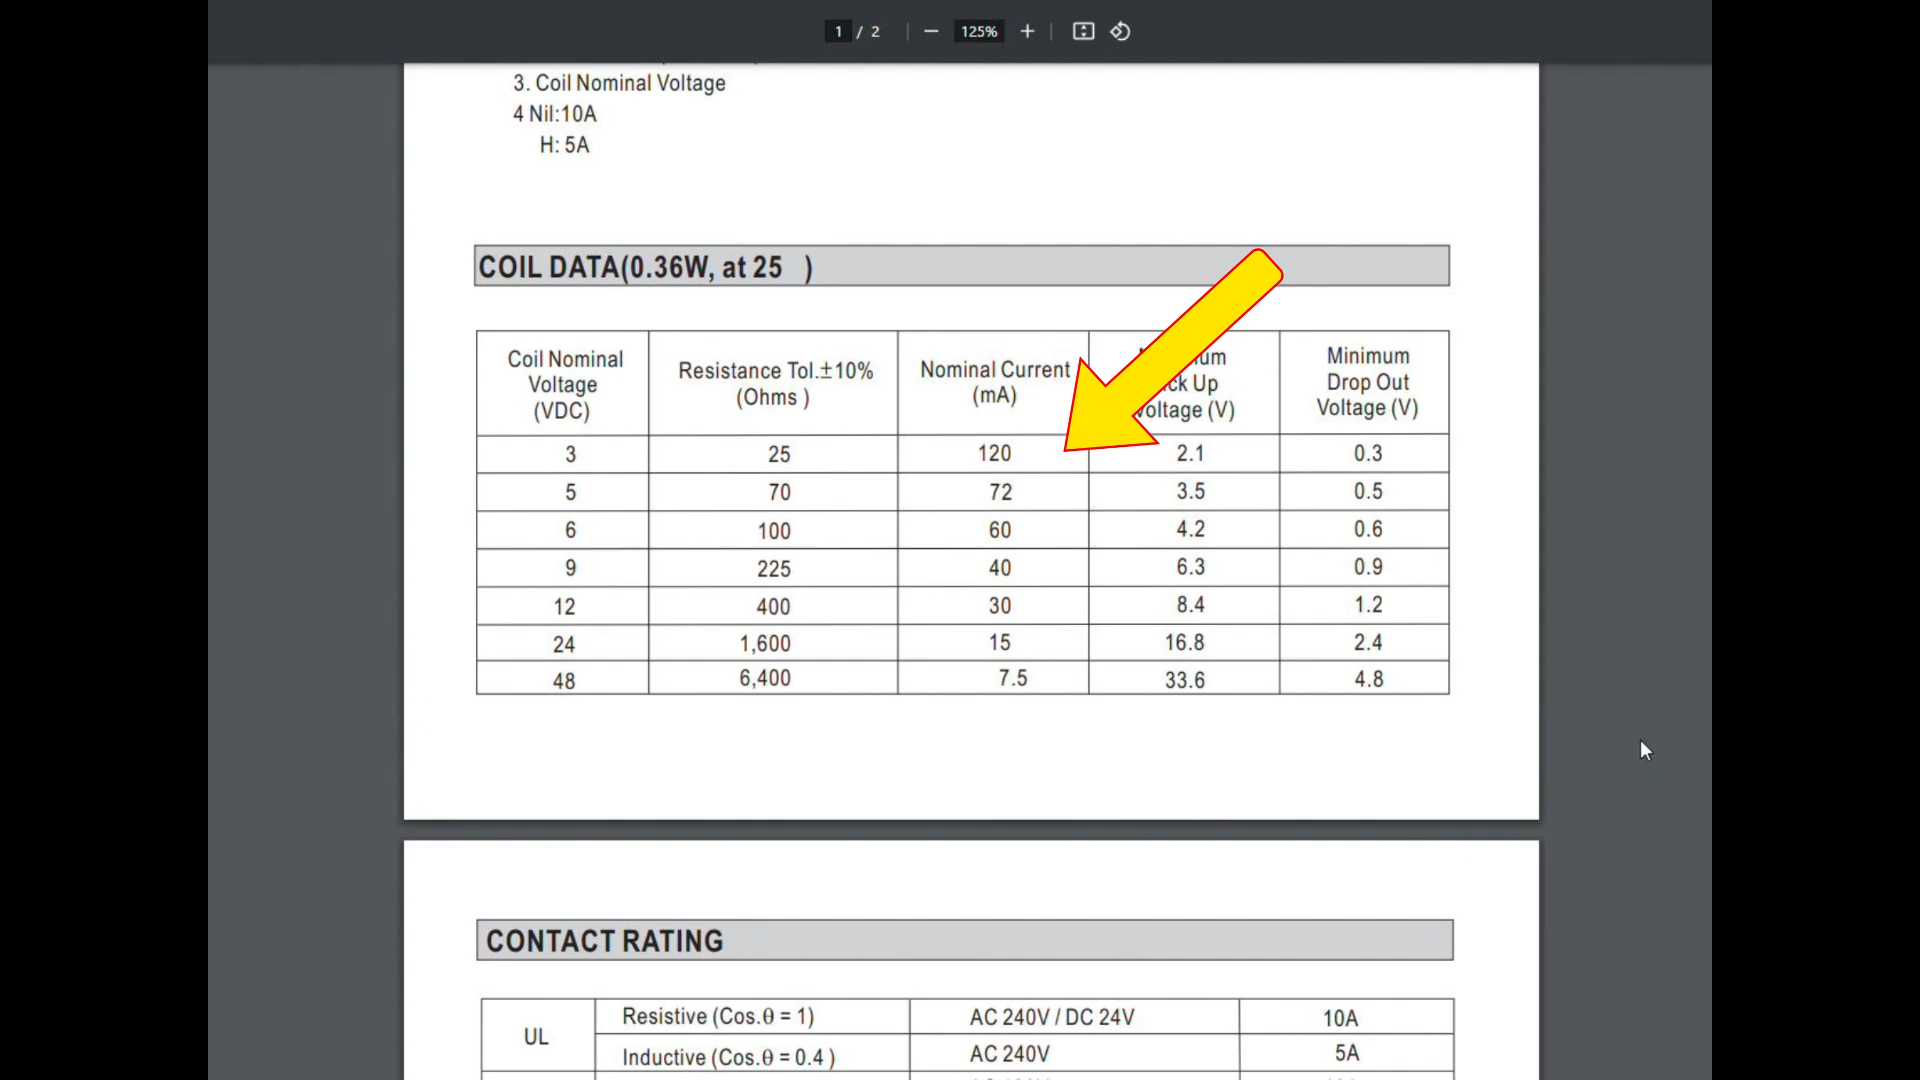 1 / 2 125%
3. Coil Nominal Voltage
4 Nil:10A
H: 5A
COIL DATA(0.36W, at 25 )
Coil Nominal Voltage (VDC) Resistance Tol.±10% (Ohms ) Nominal Current (mA) Up Voltage (V) Minimum Drop Out Voltage (V)
3 25 120 2.1 0.3
5 70 72 3.5 0.5
6 100 60 4.2 0.6
9 225 40 6.3 0.9
12 400 30 8.4 1.2
24 1,600 15 16.8 2.4
48 6,400 7.5 33.6 4.8
CONTACT RATING
UL Resistive (Cos.θ = 1) AC 240V / DC 24V 10A
Inductive (Cos.θ = 0.4 ) AC 240V 5A